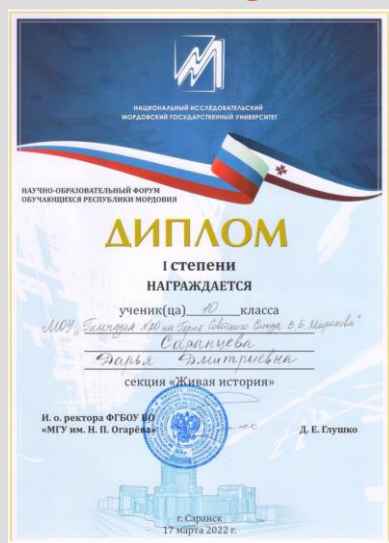 НАЦИОНАЛЬНЫЙ ИССЛЕДОВАТЕЛЬСКИЙ
МОРДОВСКИЙ ГОСУДАРСТВЕННЫЙ УНИВЕРСИТЕТ
НАУЧНО-ОБРАЗОВАТЕЛЬНЫЙ ФОРУМ
ОБУЧАЮЩИХСЯ РЕСПУБЛИКИ МОРДОВИЯ
ДИПЛОМ
I степени
НАГРАЖДАЕТСЯ
ученик(ца) 10 класса
МОУ "Гимназия №20 им. Героя Советского Союза В.Б. Миронова"
Саранцева
Дарья Дмитриевна
секция «Живая история»
И. о. ректора ФГБОУ ВО
«МГУ им. Н. П. Огарёва»
Д. Е. Глушко
г. Саранск
17 марта 2022 г.